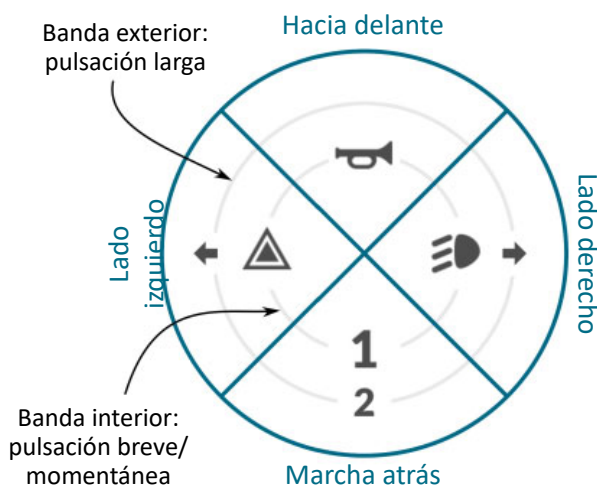 Hacia delante
Banda exterior:
pulsación larga
Lado
izquierdo
Lado derecho
1
2
Banda interior:
pulsación breve/
momentánea
Marcha atrás